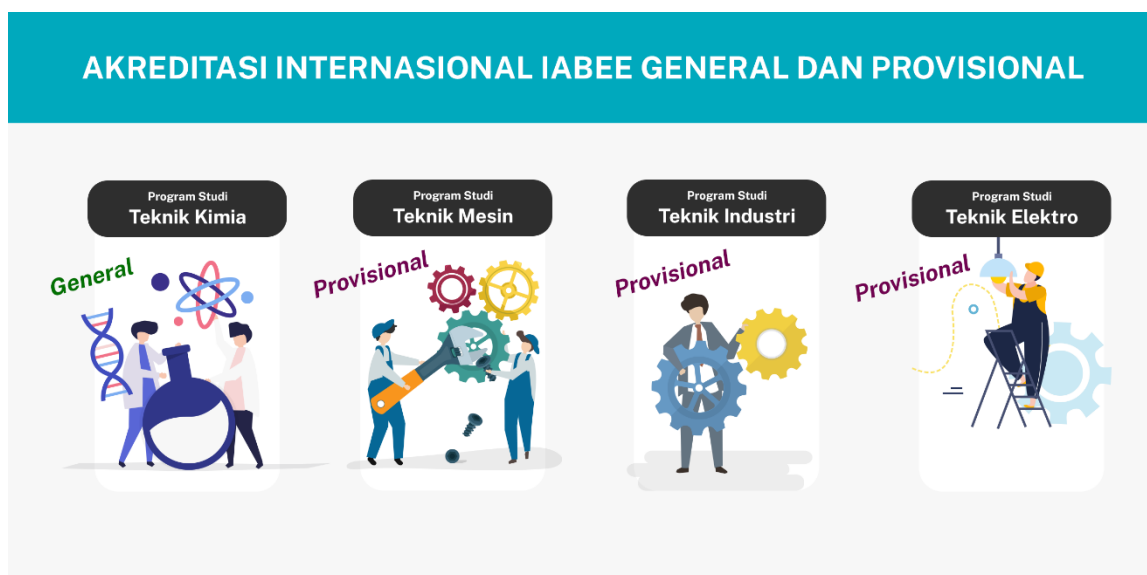 AKREDITASI INTERNASIONAL IABEE GENERAL DAN PROVISIONAL
Program Studi
Teknik Kimia
General
Program Studi
Teknik Mesin
Provisional
Program Studi
Teknik Industri
Provisional
Program Studi
Teknik Elektro
Provisional